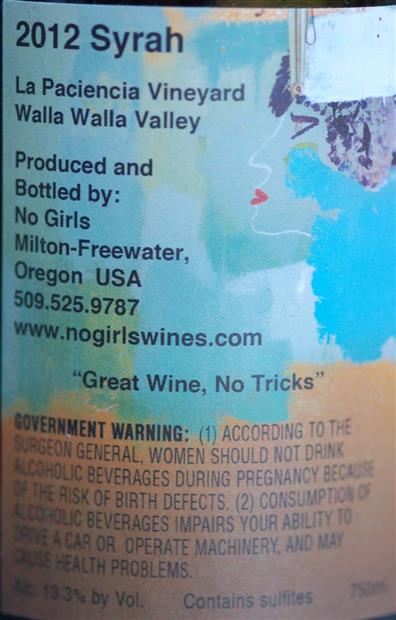 2012 Syrah
La Paciencia Vineyard
Walla Walla Valley
Produced and
Bottled by:
No Girls
Milton-Freewater,
Oregon USA
509.525.9787
www.nogirlswines.com
“Great Wine, No Tricks”
GOVERNMENT WARNING: (1) ACCORDING TO THE
SURGEON GENERAL, WOMEN SHOULD NOT DRINK
ALCOHOLIC BEVERAGES DURING PREGNANCY BECAUSE
OF THE RISK OF BIRTH DEFECTS. (2) CONSUMPTION OF
ALCOHOLIC BEVERAGES IMPAIRS YOUR ABILITY TO
DRIVE A CAR OR OPERATE MACHINERY, AND MAY
CAUSE HEALTH PROBLEMS.
Alc. 13.3% by Vol. Contains sulfites 750ml